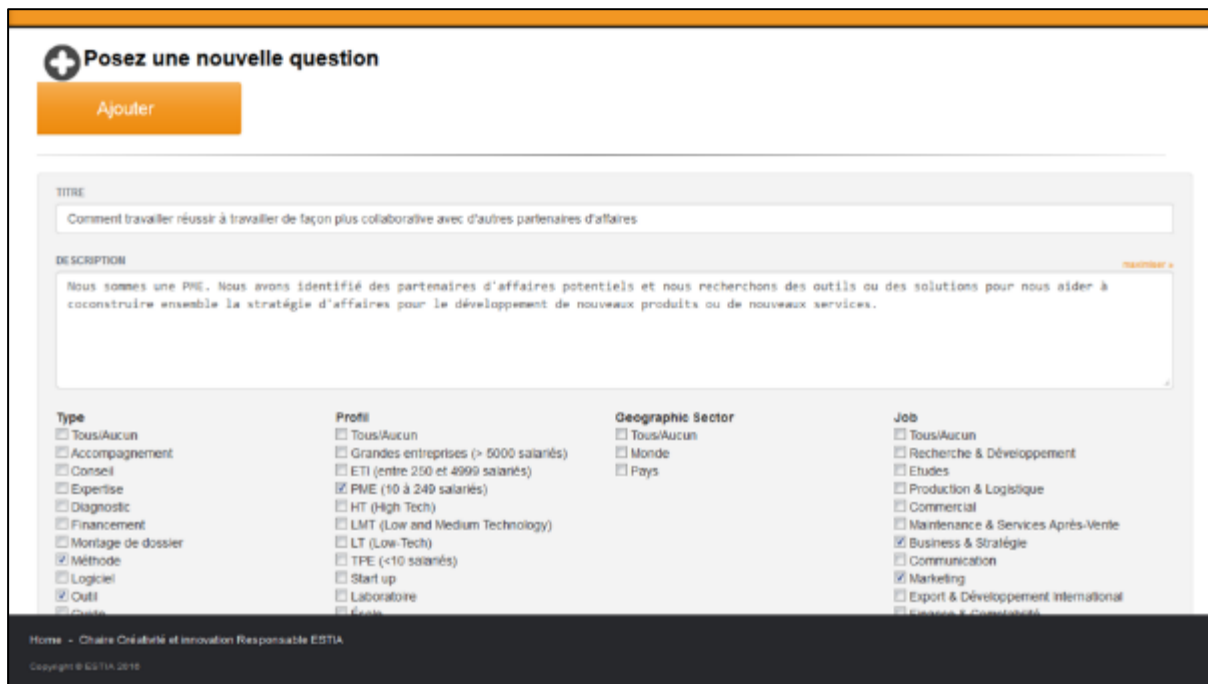 Posez une nouvelle question
Ajouter
TITRE
Comment travailler réussir à travailler de façon plus collaborative avec d'autres partenaires d'affaires
DESCRIPTION
maximiser »
Nous sommes une PME. Nous avons identifié des partenaires d'affaires potentiels et nous recherchons des outils ou des solutions pour nous aider à
coconstruire ensemble la stratégie d'affaires pour le développement de nouveaux produits ou de nouveaux services.
Type
Tous/Aucun
Accompagnement
Conseil
Expertise
Diagnostic
Financement
Montage de dossier
Méthode
Logiciel
Outil
Guide
Profil
Tous/Aucun
Grandes entreprises (> 5000 salariés)
ETI (entre 250 et 4999 salariés)
PME (10 à 249 salariés)
HT (High Tech)
LMT (Low and Medium Technology)
LT (Low-Tech)
TPE (<10 salariés)
Start up
Laboratoire
École
Geographic Sector
Tous/Aucun
Monde
Pays
Job
Tous/Aucun
Recherche & Développement
Etudes
Production & Logistique
Commercial
Maintenance & Services Après-Vente
Business & Stratégie
Communication
Marketing
Export & Développement International
Finance & Comptabilité
Home - Chaire Créativité et innovation Responsable ESTIA
Copyright © ESTIA 2016